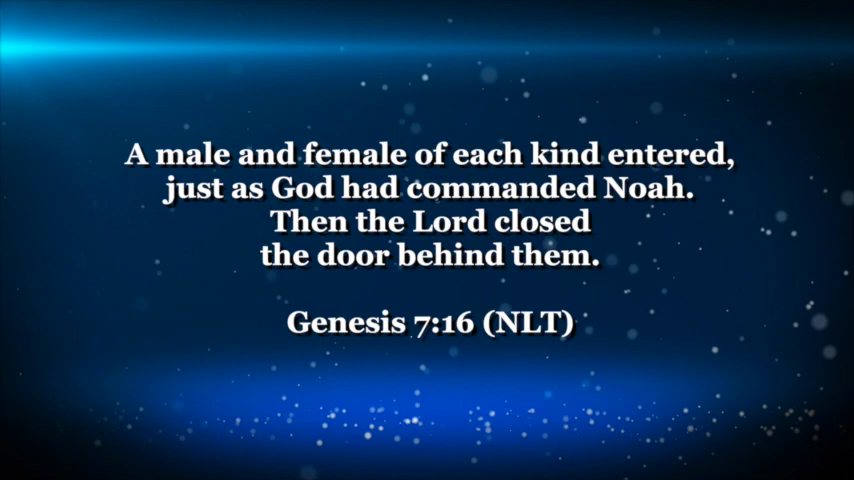 A male and female of each kind entered,
just as God had commanded Noah.
Then the Lord closed
the door behind them.
Genesis 7:16 (NLT)